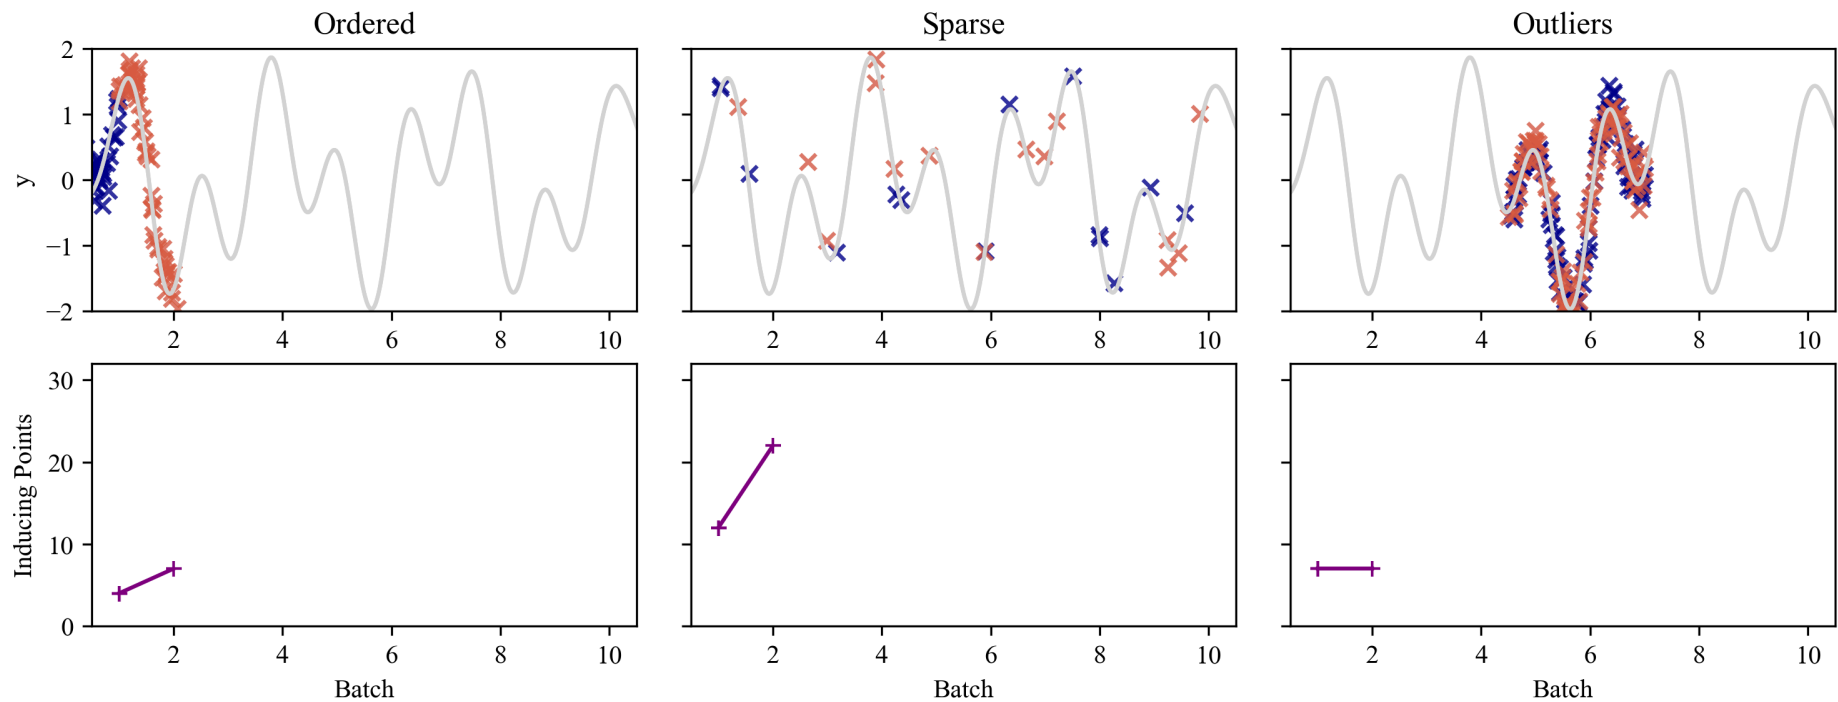 Ordered Sparse Outliers
2
1
0
−1
−2
y
2 4 6 8 10
2 4 6 8 10
2 4 6 8 10
30
20
10
0
Inducing Points
2 4 6 8 10
2 4 6 8 10
2 4 6 8 10
Batch Batch Batch